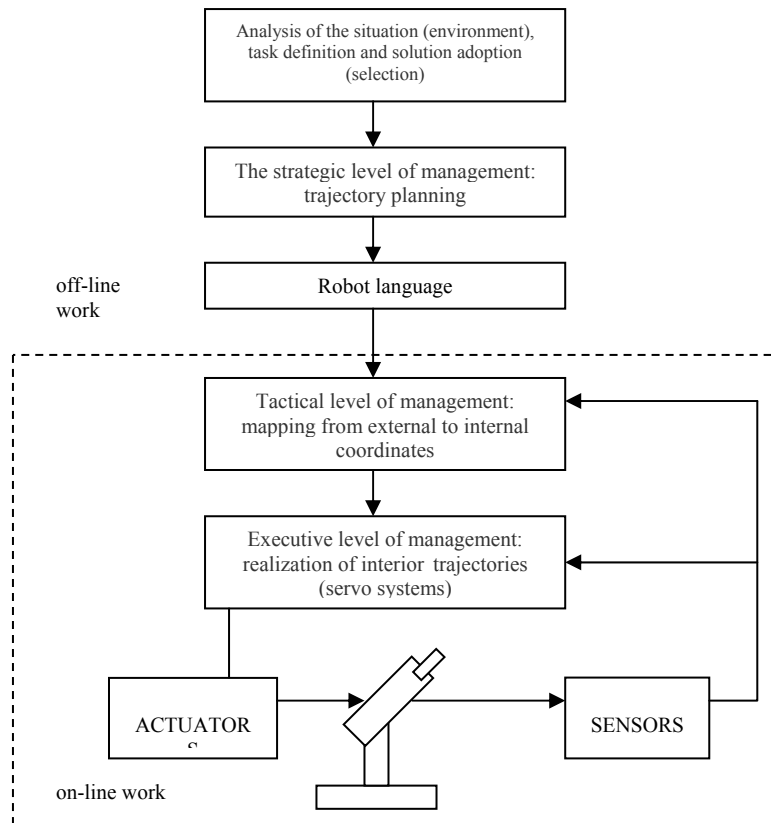 Analysis of the situation (environment),
task definition and solution adoption
(selection)
The strategic level of management:
trajectory planning
off-line
work
Robot language
Tactical level of management:
mapping from external to internal
coordinates
Executive level of management:
realization of interior trajectories
(servo systems)
ACTUATOR
S
SENSORS
on-line work